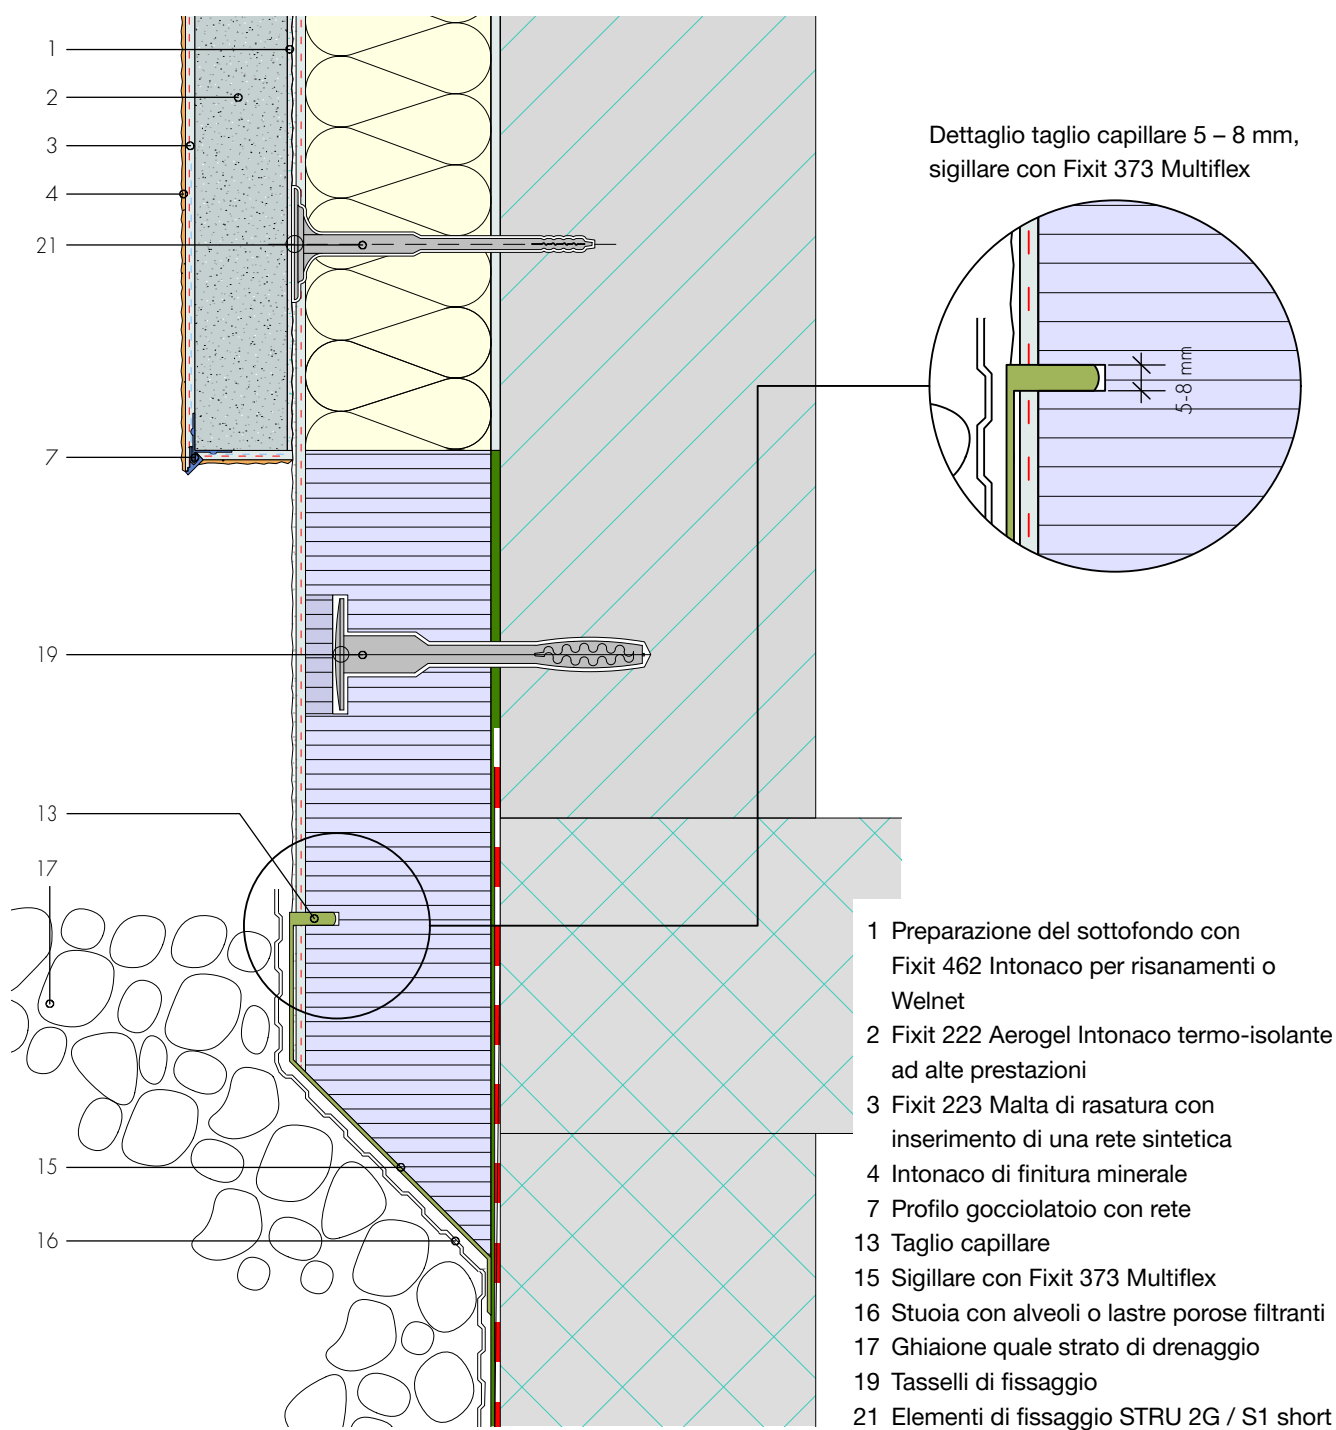 1
2
3
4
21
7
19
13
17
15
16
Dettaglio taglio capillare 5 – 8 mm,
sigillare con Fixit 373 Multiflex
5-8 mm
1 Preparazione del sottofondo con
Fixit 462 Intonaco per risanamenti o
Welnet
2 Fixit 222 Aerogel Intonaco termo-isolante
ad alte prestazioni
3 Fixit 223 Malta di rasatura con
inserimento di una rete sintetica
4 Intonaco di finitura minerale
7 Profilo gocciolatoio con rete
13 Taglio capillare
15 Sigillare con Fixit 373 Multiflex
16 Stuoia con alveoli o lastre porose filtranti
17 Ghiaione quale strato di drenaggio
19 Tasselli di fissaggio
21 Elementi di fissaggio STRU 2G / S1 short